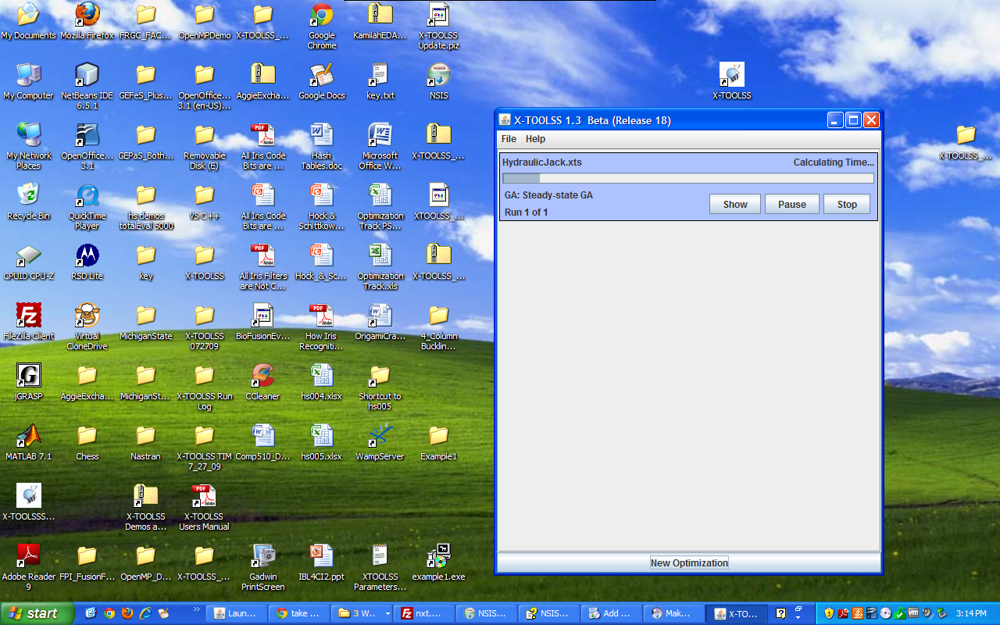 My Documents
Mozilla Firefox
FRGC_FAC...
OpenMPDemo
X-TOOLSS_...
Google
Chrome
KamilahEDA...
X-TOOLSS
Update.piz
My Computer
NetBeans IDE
6.5.1
GEFeS_Plus...
OpenOffice...
3.1 (en-US)...
AggieExcha...
Google Docs
key.txt
NSIS
X-TOOLSS
My Network
Places
OpenOffice...
3.1
GEPaS_Both...
Removable
Disk (E)
All Iris Code
Bits are ...
Hash
Tables.doc
Microsoft
Office W...
X-TOOLSS_...
X-TOOLSS_...
Recycle Bin
QuickTime
Player
hs demos
totalEval 5000
VS C ++
All Iris Code
Bits are ...
Hock &
Schittkow...
Optimization
Track PS...
XTOOLSS_...
CPUID CPU-Z
RSD Lite
key
X-TOOLSS
All Iris Filters
are Not C...
Hock_&_Sc...
Optimization
Track.xls
X-TOOLSS_...
FileZilla Client
Virtual
CloneDrive
MichiganState
X-TOOLSS
072709
BioFusionEv...
How Iris
Recogniti...
OrigamiCra...
4_Column
Bucklin...
jGRASP
AggieExcha...
MichiganSt...
X-TOOLSS Run
Log
CCleaner
hs004.xlsx
Shortcut to
hs005
MATLAB 7.1
Chess
Nastran
X-TOOLSS TIM
7_27_09
Comp510_D...
hs005.xlsx
WampServer
Example1
X-TOOLSSS...
X-TOOLSS
Demos a...
X-TOOLSS
Users Manual
Adobe Reader
9
FPI_FusionF...
OpenMP_D...
X-TOOLSS_...
Gadwin
PrintScreen
IBL4CI2.ppt
XTOOLSS
Parameters...
example1.exe
X-TOOLSS 1.3 Beta (Release 18)
File Help
HydraulicJack.xts Calculating Time...
GA: Steady-state GA
Run 1 of 1
Show Pause Stop
New Optimization
start
Laun...
take ...
3 W...
nxt....
NSIS...
NSIS...
Add ...
Mak...
X-TO...
3:14 PM